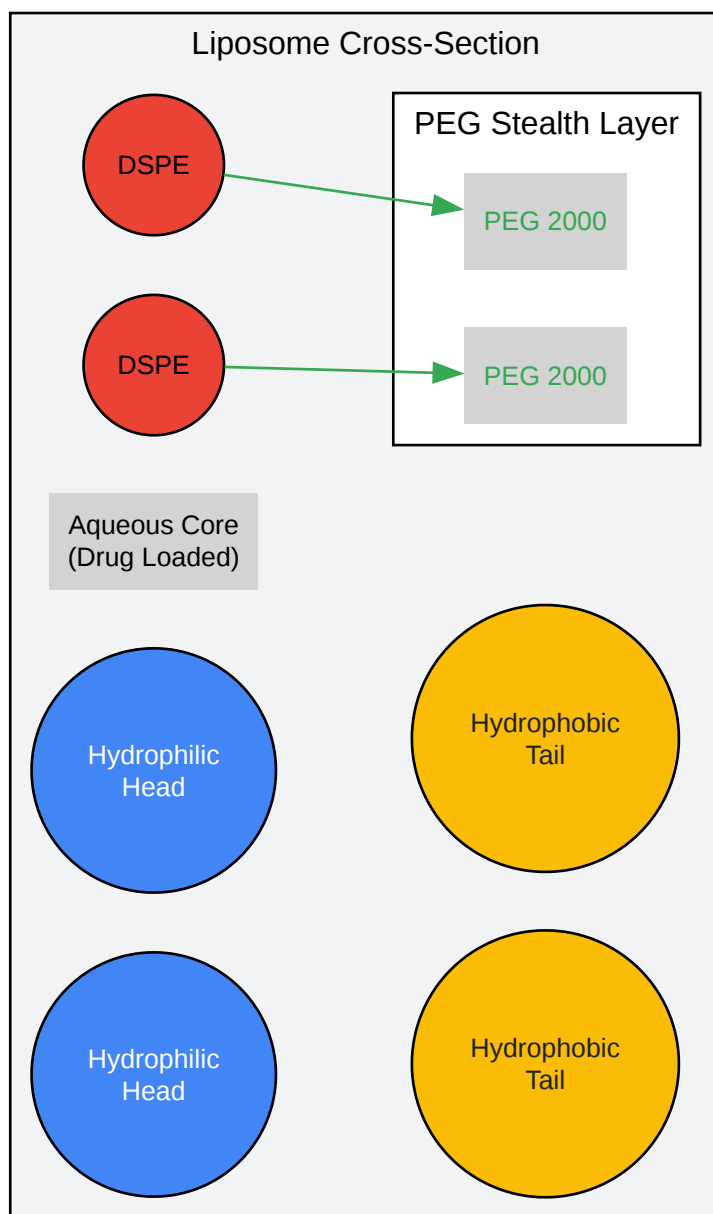 Liposome Cross-Section
DSPE
PEG Stealth Layer
PEG 2000
DSPE
PEG 2000
Aqueous Core
(Drug Loaded)
Hydrophilic
Head
Hydrophobic
Tail
Hydrophilic
Head
Hydrophobic
Tail